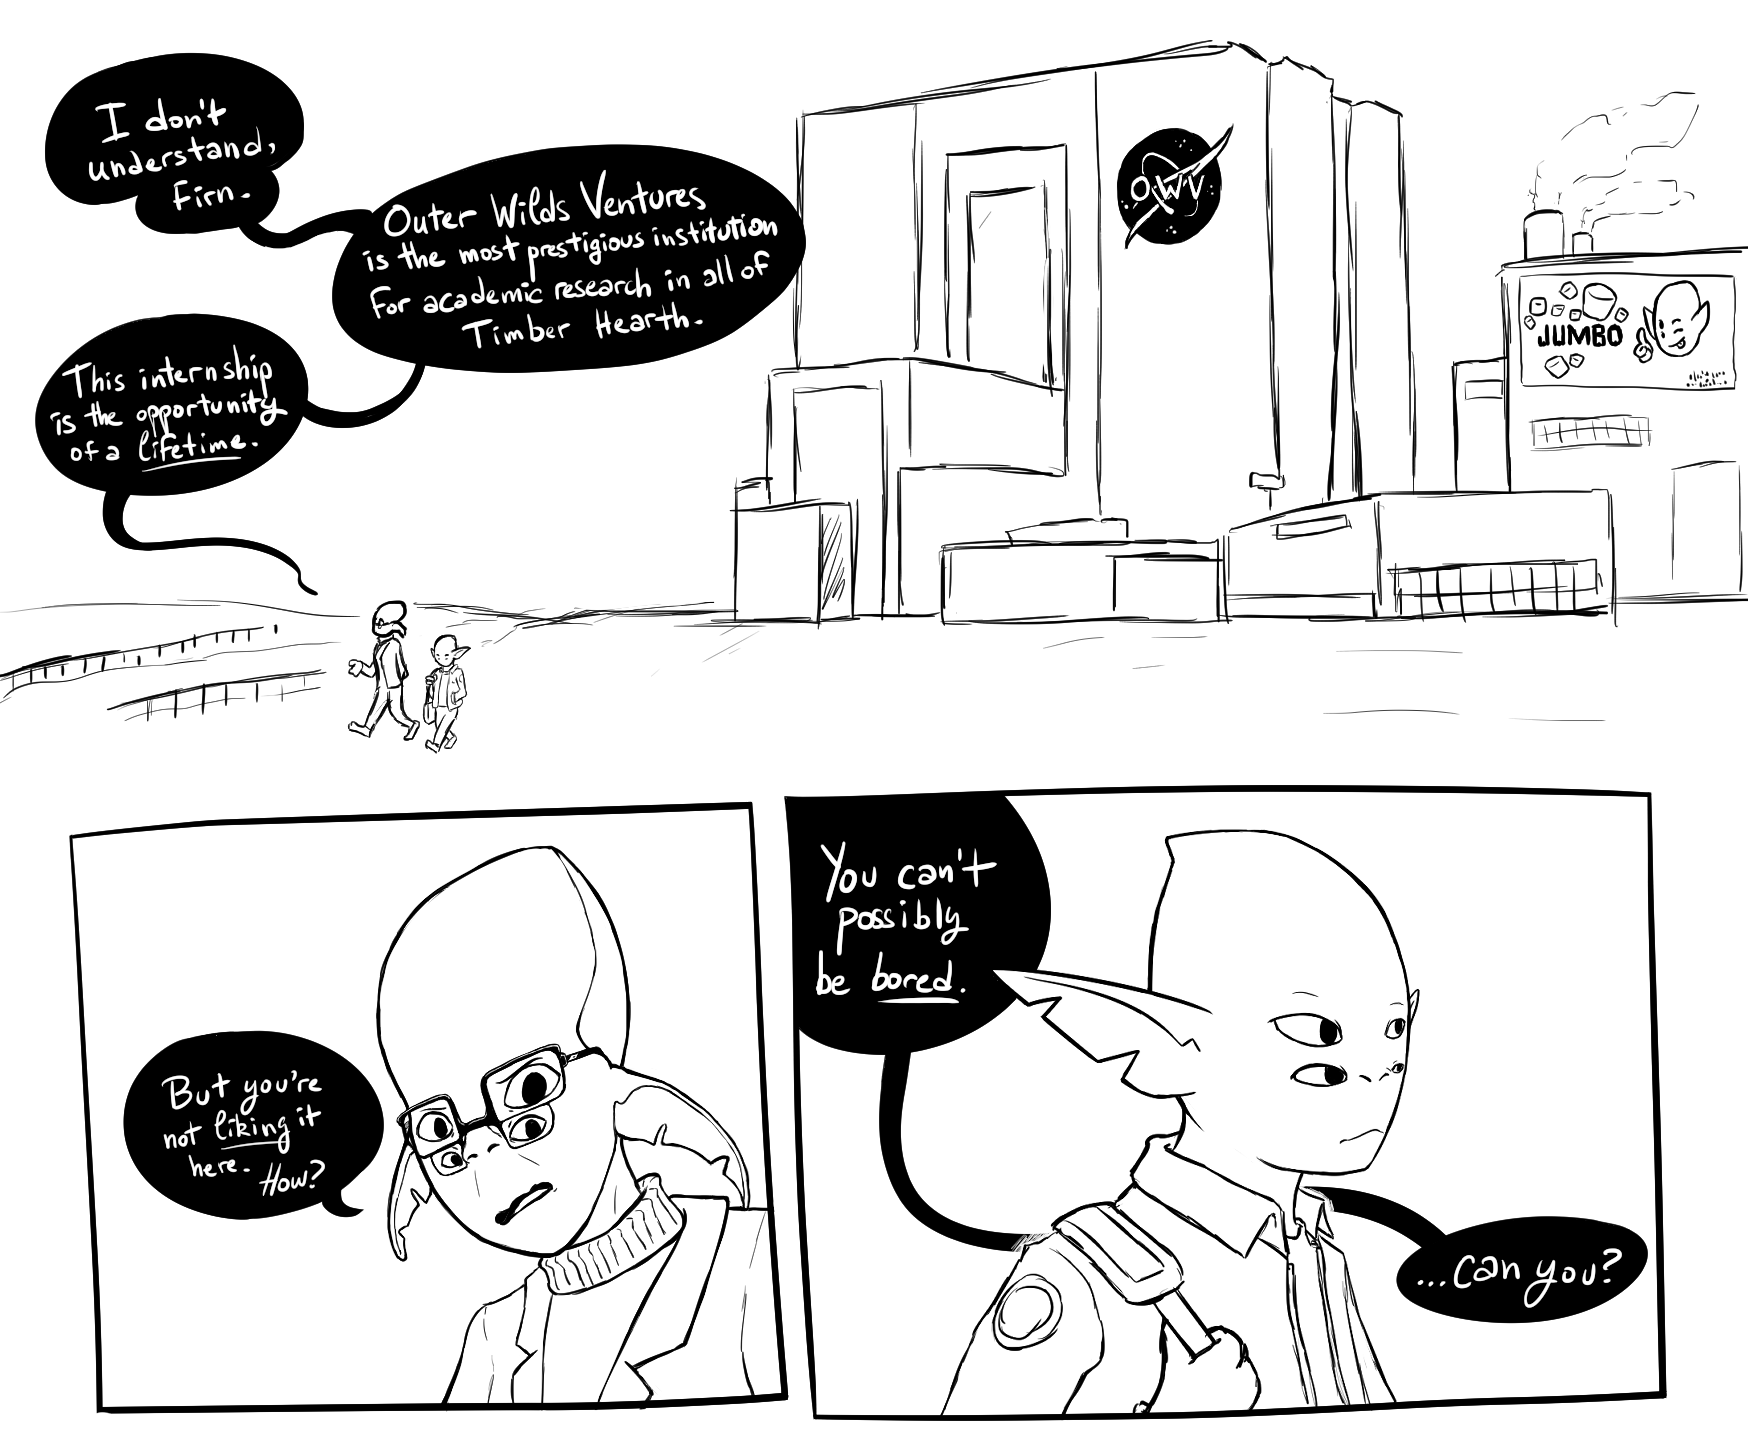 I don't
understand,
Firn.
Outer Wilds Ventures
is the most prestigious institution
for academic research in all of
Timber Hearth.
This internship
is the opportunity
of a lifetime.
OWV
JUMBO
But you're
not liking it
here.
How?
You can't
possibly
be bored.
...can you?